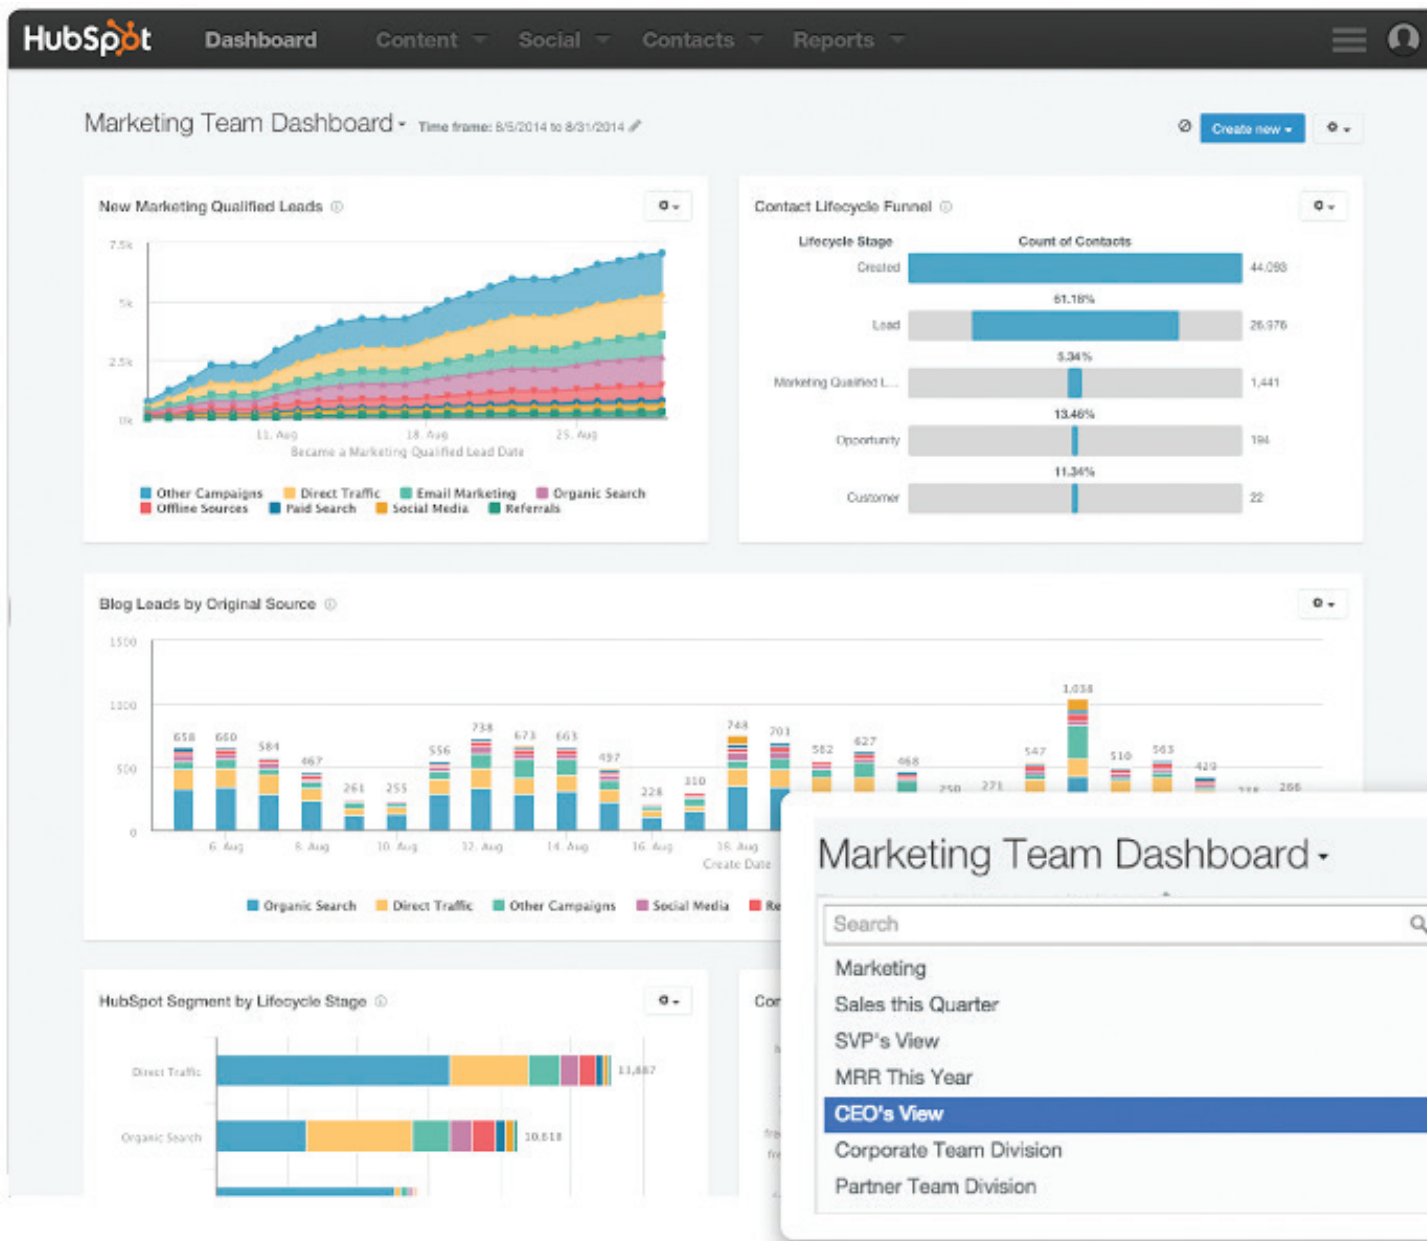 HubSpot Dashboard Content Social Contacts Reports
Marketing Team Dashboard Time frame: 8/5/2014 to 8/31/2014
Create new
New Marketing Qualified Leads
7.5k
5k
2.5k
0k
11. Aug 18. Aug 25. Aug
Became a Marketing Qualified Lead Date
Other Campaigns Direct Traffic Email Marketing Organic Search
Offline Sources Paid Search Social Media Referrals
Contact Lifecycle Funnel
Lifecycle Stage Count of Contacts
Created 44,093
61.18%
Lead 26,976
5.34%
Marketing Qualified L... 1,441
13.46%
Opportunity 194
11.34%
Customer 22
Blog Leads by Original Source
1500
1000
500
0
658 660 584 467 261 255 556 738 673 663 497 228 310 748 701 562 627 468 250 271 547 1,038 510 563 429 266
6. Aug 8. Aug 10. Aug 12. Aug 14. Aug 16. Aug 18. Aug
Create Date
Organic Search Direct Traffic Other Campaigns Social Media Re
HubSpot Segment by Lifecycle Stage
Direct Traffic 11,887
Organic Search 10,618
Cor
Marketing Team Dashboard
Search
Marketing
Sales this Quarter
SVP's View
MRR This Year
CEO's View
Corporate Team Division
Partner Team Division